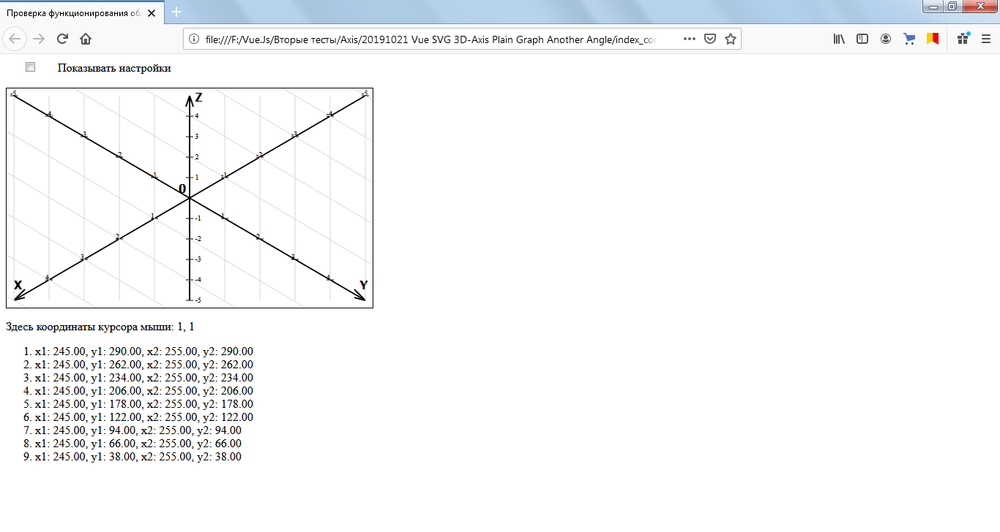 Проверка функционирования обл
file:///F:/Vue.Js/Вторые тесты/Axis/20191021 Vue SVG 3D-Axis Plain Graph Another Angle/index_cor
Показывать настройки
-5 Z -5
-4 4 -4
-3 3 -3
-2 2 -2
-1 1 -1
0
1 -1 1
2 -2 2
3 -3 3
4 -4 4
X Y
-5
Здесь координаты курсора мыши: 1, 1
1. x1: 245.00, y1: 290.00, x2: 255.00, y2: 290.00
2. x1: 245.00, y1: 262.00, x2: 255.00, y2: 262.00
3. x1: 245.00, y1: 234.00, x2: 255.00, y2: 234.00
4. x1: 245.00, y1: 206.00, x2: 255.00, y2: 206.00
5. x1: 245.00, y1: 178.00, x2: 255.00, y2: 178.00
6. x1: 245.00, y1: 122.00, x2: 255.00, y2: 122.00
7. x1: 245.00, y1: 94.00, x2: 255.00, y2: 94.00
8. x1: 245.00, y1: 66.00, x2: 255.00, y2: 66.00
9. x1: 245.00, y1: 38.00, x2: 255.00, y2: 38.00